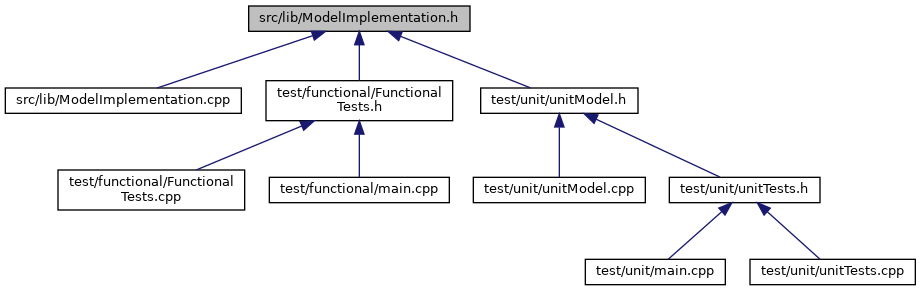 src/lib/ModelImplementation.h
src/lib/ModelImplementation.cpp
test/functional/Functional
Tests.h
test/unit/unitModel.h
test/functional/Functional
Tests.cpp
test/functional/main.cpp
test/unit/unitModel.cpp
test/unit/unitTests.h
test/unit/main.cpp
test/unit/unitTests.cpp